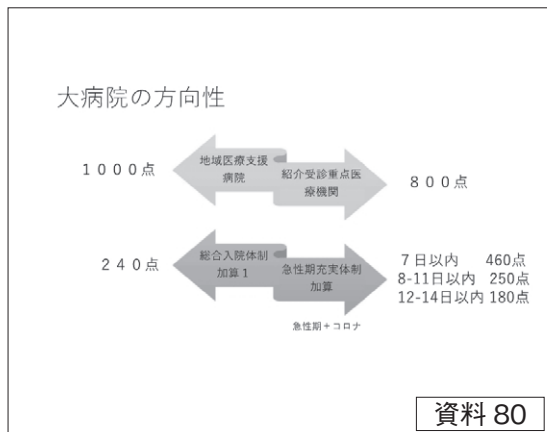 大病院の方向性
1000点
地域医療支援
病院
紹介受診重点医
療機関
800点
240点
総合入院体制
加算1
急性期充実体制
加算
7日以内 460点
8-11日以内 250点
12-14日以内 180点
急性期+コロナ
資料 80